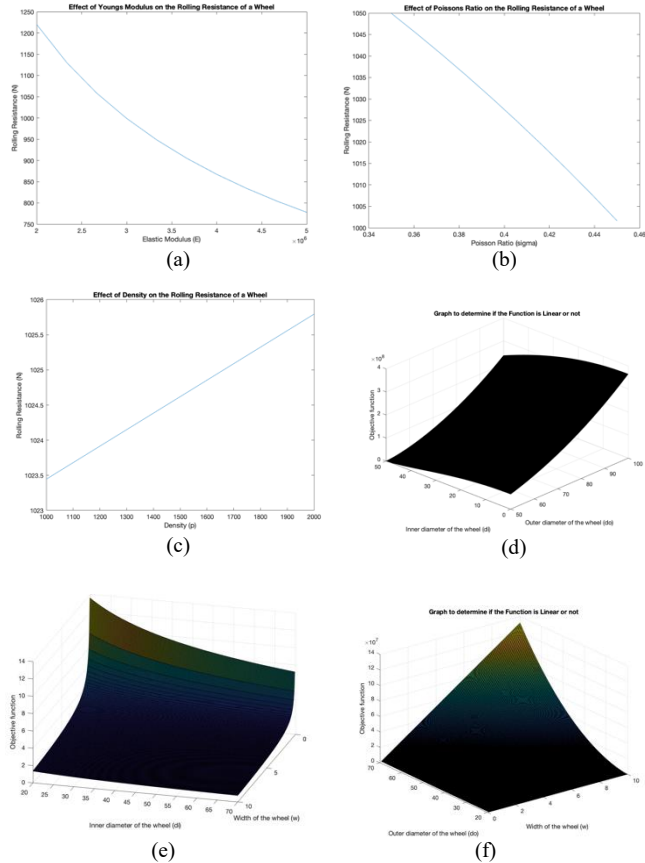 Effect of Youngs Modulus on the Rolling Resistance of a Wheel
1250
1200
1150
1100
1050
1000
950
900
850
800
750
Rolling Resistance (N)
2 2.5 3 3.5 4 4.5 5
Elastic Modulus (E)
×10⁶
(a)
Effect of Poissons Ratio on the Rolling Resistance of a Wheel
1050
1045
1040
1035
1030
1025
1020
1015
1010
1005
1000
Rolling Resistance (N)
0.34 0.36 0.38 0.4 0.42 0.44 0.46
Poisson Ratio (sigma)
(b)
Effect of Density on the Rolling Resistance of a Wheel
1026
1025.5
1025
1024.5
1024
1023.5
1023
Rolling Resistance (N)
1000 1100 1200 1300 1400 1500 1600 1700 1800 1900 2000
Density (p)
(c)
Graph to determine if the Function is Linear or not
4
3
2
1
0
Objective function
50 40 30 20 10 0
Inner diameter of the wheel (di)
50 60 70 80 90 100
Outer diameter of the wheel (do)
(d)
14
12
10
8
6
4
2
0
Objective function
20 25 30 35 40 45 50 55 60 65 70
Inner diameter of the wheel (di)
10 5 0
Width of the wheel (w)
(e)
Graph to determine if the Function is Linear or not
×10⁷
14
12
10
8
6
4
2
0
Objective function
70 60 50 40 30 20
Outer diameter of the wheel (do)
0 2 4 6 8 10
Width of the wheel (w)
(f)